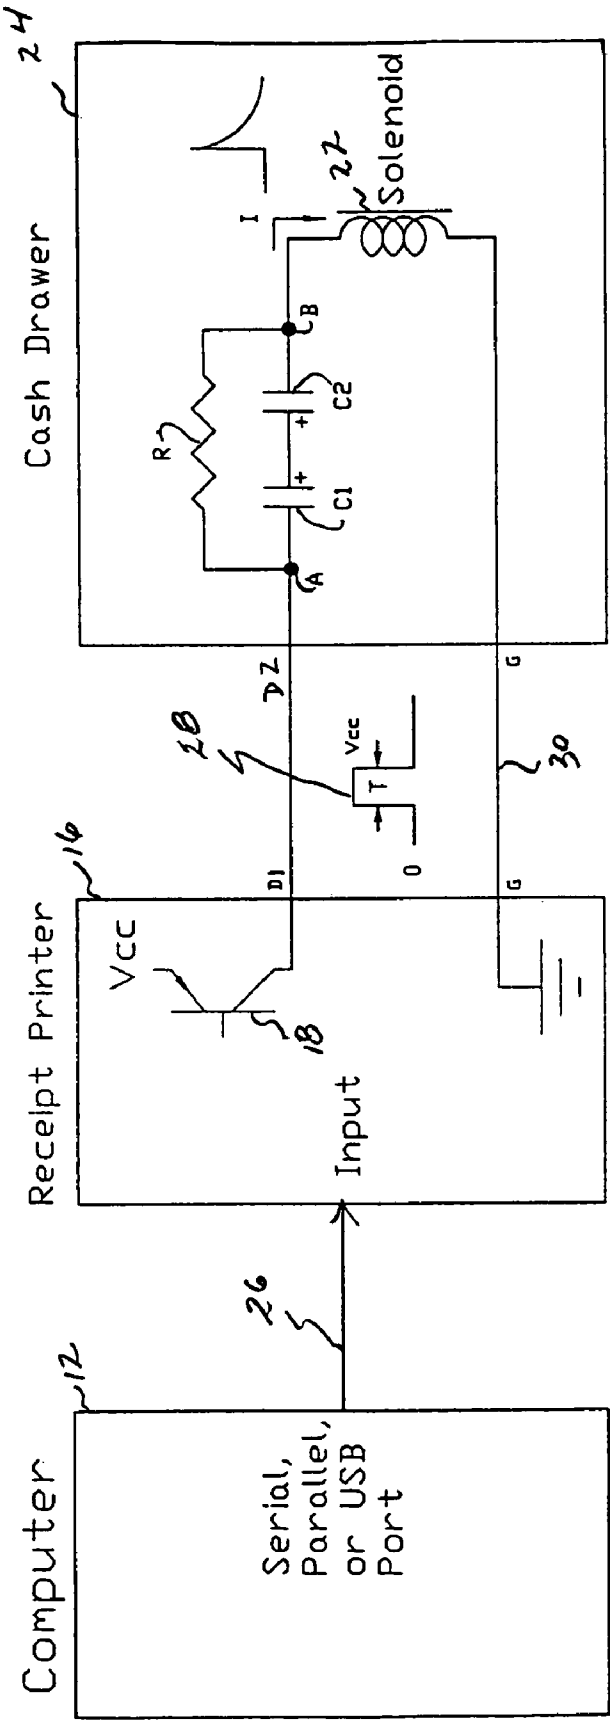 Computer
12
Serial,
Parallel,
or USB
Port
26
Receipt Printer
16
Vcc
18
Input
D1
G
28
0
T
Vcc
D2
G
30
Cash Drawer
24
R
A
C1
+
+
C2
B
I
22
Solenoid